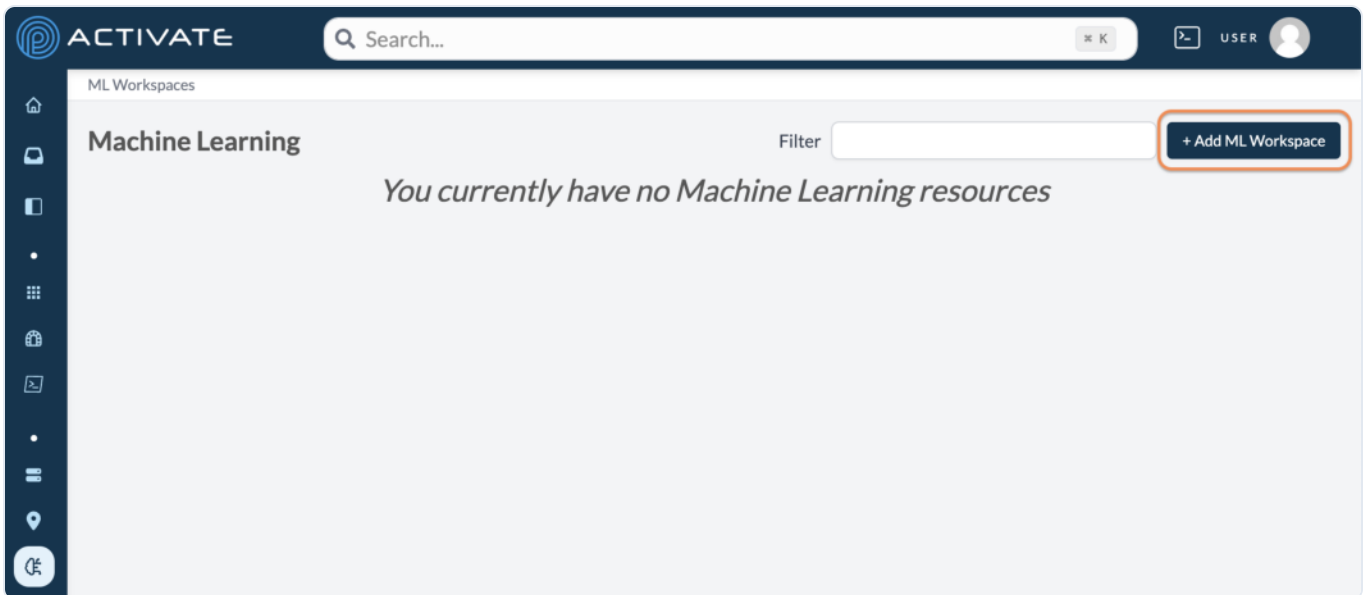 ACTIVATE
Search...
⌘ K
USER
ML Workspaces
Machine Learning
Filter
+ Add ML Workspace
You currently have no Machine Learning resources